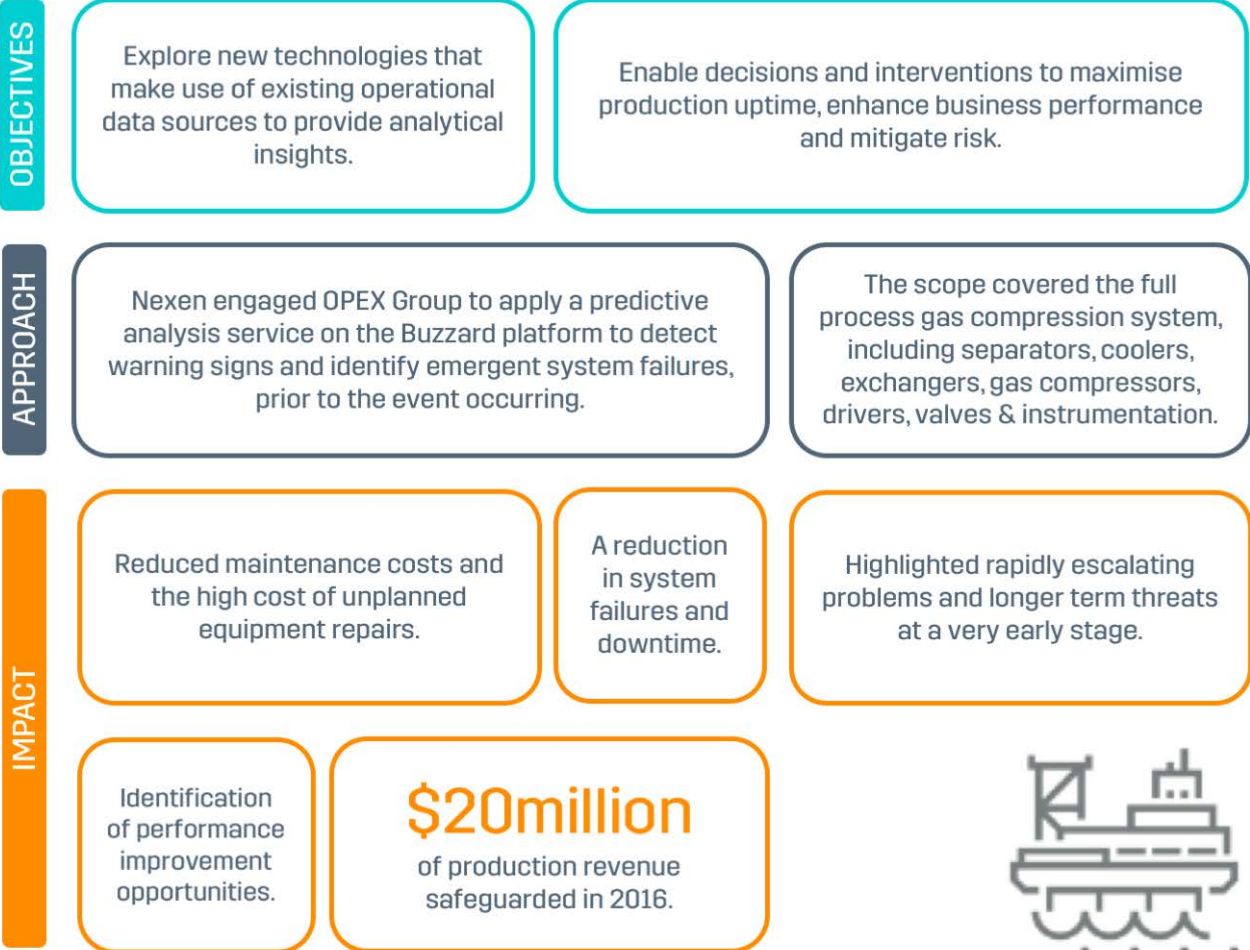 OBJECTIVES
Explore new technologies that
make use of existing operational
data sources to provide analytical
insights.
Enable decisions and interventions to maximise
production uptime, enhance business performance
and mitigate risk.
APPROACH
Nexen engaged OPEX Group to apply a predictive
analysis service on the Buzzard platform to detect
warning signs and identify emergent system failures,
prior to the event occurring.
The scope covered the full
process gas compression system,
including separators, coolers,
exchangers, gas compressors,
drivers, valves & instrumentation.
IMPACT
Reduced maintenance costs and
the high cost of unplanned
equipment repairs.
A reduction
in system
failures and
downtime.
Highlighted rapidly escalating
problems and longer term threats
at a very early stage.
Identification
of performance
improvement
opportunities.
$20million
of production revenue
safeguarded in 2016.